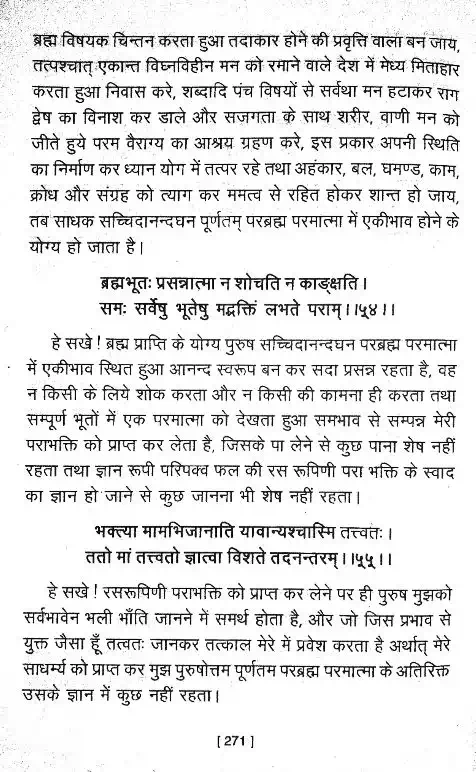 ब्रह्म विषयक चिन्तन करता हुआ तदाकार होने की प्रवृत्ति वाला बन जाय,
तत्पश्चात् एकान्त विघ्नविहीन मन को रमाने वाले देश में मेध्य मिताहार
करता हुआ निवास करे, शब्दादि पंच विषयों से सर्वथा मन हटाकर राग
द्वेष का विनाश कर डाले और सजगता के साथ शरीर, वाणी मन को
जीते हुये परम वैराग्य का आश्रय ग्रहण करे, इस प्रकार अपनी स्थिति
का निर्माण कर ध्यान योग में तत्पर रहे तथा अहंकार, बल, घमण्ड, काम,
क्रोध और संग्रह को त्याग कर ममत्व से रहित होकर शान्त हो जाय,
तब साधक सच्चिदानन्दघन पूर्णतम् परब्रह्म परमात्मा में एकीभाव होने के
योग्य हो जाता है।
ब्रह्मभूतः प्रसन्नात्मा न शोचति न काङ्क्षति।
समः सर्वेषु भूतेषु मद्भक्तिं लभते पराम्।।५४।।
हे सखे! ब्रह्म प्राप्ति के योग्य पुरुष सच्चिदानन्दघन परब्रह्म परमात्मा
में एकीभाव स्थित हुआ आनन्द स्वरूप बन कर सदा प्रसन्न रहता है, वह
न किसी के लिये शोक करता और न किसी की कामना ही करता तथा
सम्पूर्ण भूतों में एक परमात्मा को देखता हुआ समभाव से सम्पन्न मेरी
पराभक्ति को प्राप्त कर लेता है, जिसके पा लेने से कुछ पाना शेष नहीं
रहता तथा ज्ञान रूपी परिपक्व फल की रस रूपिणी परा भक्ति के स्वाद
का ज्ञान हो जाने से कुछ जानना भी शेष नहीं रहता।
भक्त्या मामभिजानाति यावान्यश्चास्मि तत्त्वतः।
ततो मां तत्त्वतो ज्ञात्वा विशते तदनन्तरम्।।५५।।
हे सखे! रसरूपिणी पराभक्ति को प्राप्त कर लेने पर ही पुरुष मुझको
सर्वभावेन भली भाँति जानने में समर्थ होता है, और जो जिस प्रभाव से
युक्त जैसा हूँ तत्वतः जानकर तत्काल मेरे में प्रवेश करता है अर्थात् मेरे
साधर्म्य को प्राप्त कर मुझ पुरुषोत्तम पूर्णतम परब्रह्म परमात्मा के अतिरिक्त
उसके ज्ञान में कुछ नहीं रहता।
[ 271 ]